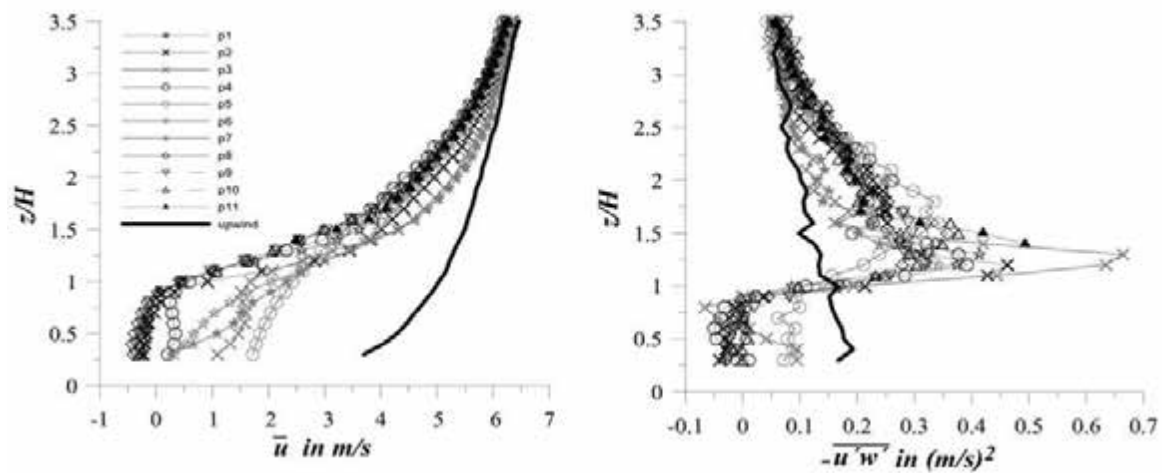 3.5
3
2.5
2
1.5
1
0.5
0
z/H
p1
p2
p3
p4
p5
p6
p7
p8
p9
p10
p11
upwind
-1 0 1 2 3 4 5 6 7
u̅ in m/s
3.5
3
2.5
2
1.5
1
0.5
0
z/H
-0.1 0 0.1 0.2 0.3 0.4 0.5 0.6 0.7
-u'w' in (m/s)²